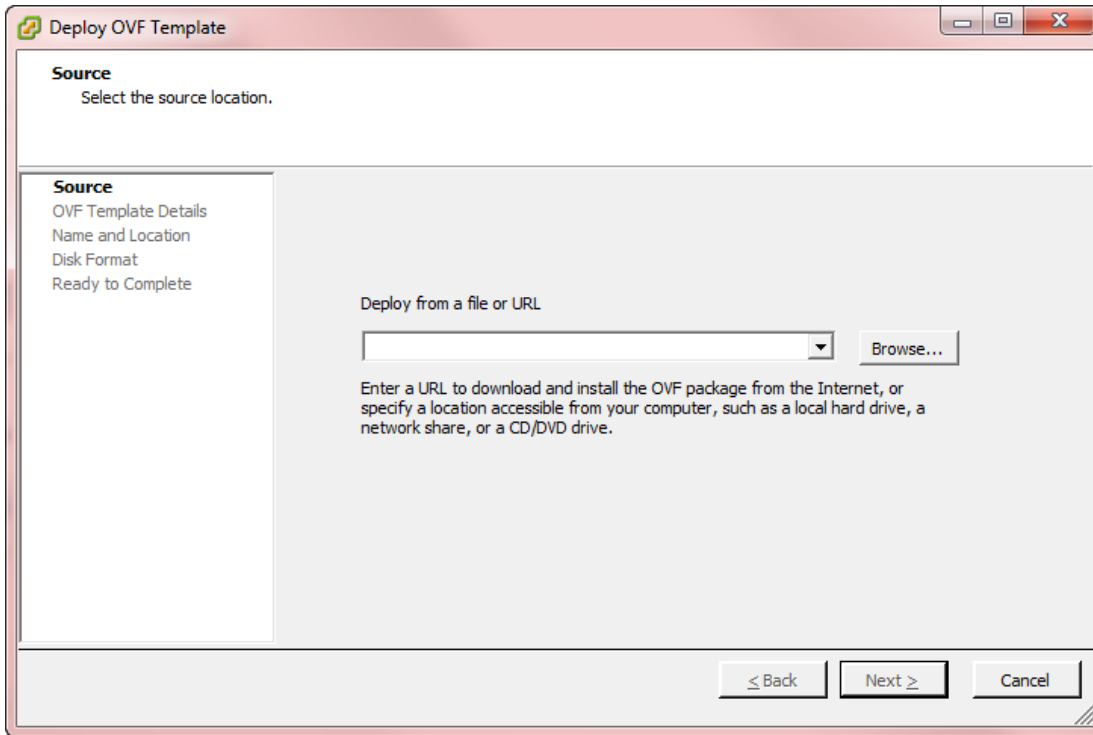 Deploy OVF Template
Source
Select the source location.
Source
OVF Template Details
Name and Location
Disk Format
Ready to Complete
Deploy from a file or URL
Browse...
Enter a URL to download and install the OVF package from the Internet, or
specify a location accessible from your computer, such as a local hard drive, a
network share, or a CD/DVD drive.
< Back
Next >
Cancel